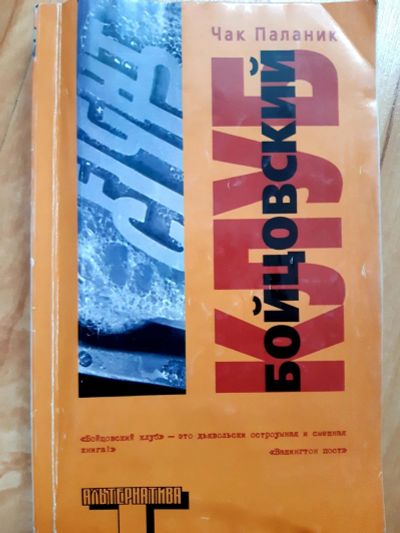 Чак Паланик
БОЙЦОВСКИЙ
КЛУБ
«Бойцовский клуб» — это дьявольски остроумная и смешная
книга!»
«Вашингтон пост»
АЛЬТЕРНАТИВА